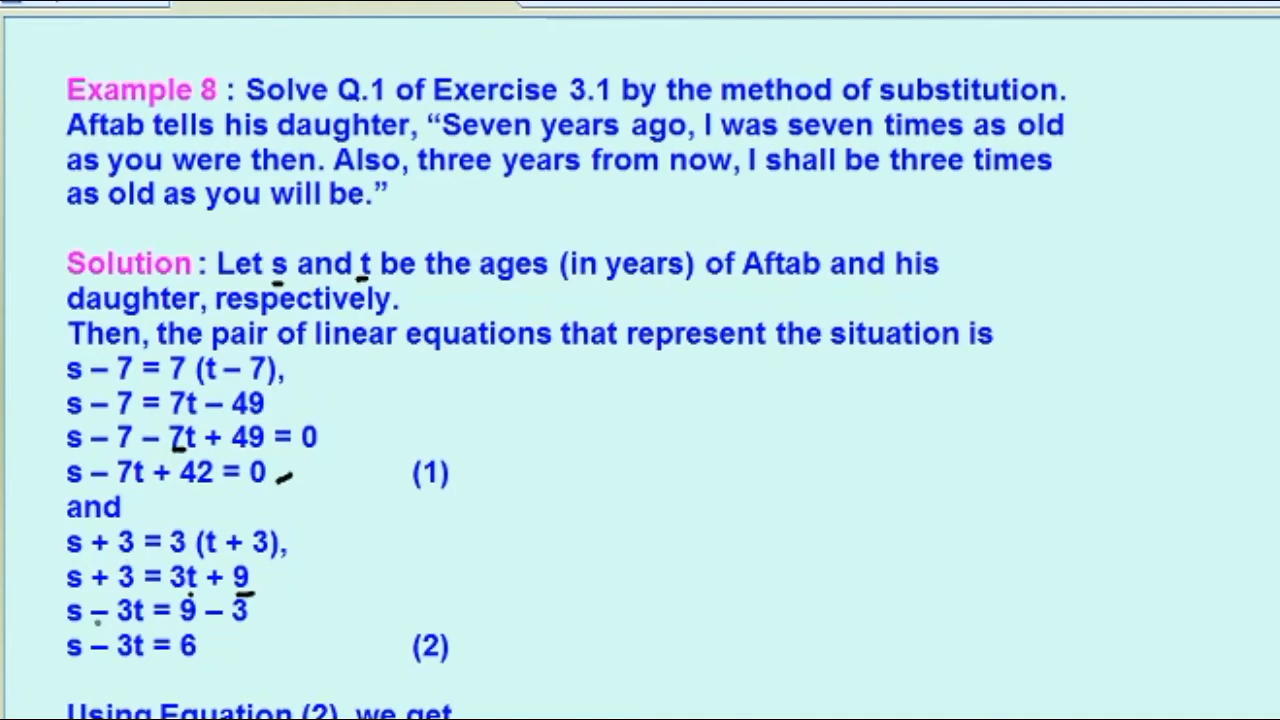 Example 8 : Solve Q.1 of Exercise 3.1 by the method of substitution.
Aftab tells his daughter, “Seven years ago, I was seven times as old
as you were then. Also, three years from now, I shall be three times
as old as you will be.”
Solution : Let s and t be the ages (in years) of Aftab and his
daughter, respectively.
Then, the pair of linear equations that represent the situation is
s – 7 = 7 (t – 7),
s – 7 = 7t – 49
s – 7 – 7t + 49 = 0
s – 7t + 42 = 0 (1)
and
s + 3 = 3 (t + 3),
s + 3 = 3t + 9
s – 3t = 9 – 3
s – 3t = 6 (2)
Using Equation (2), we get